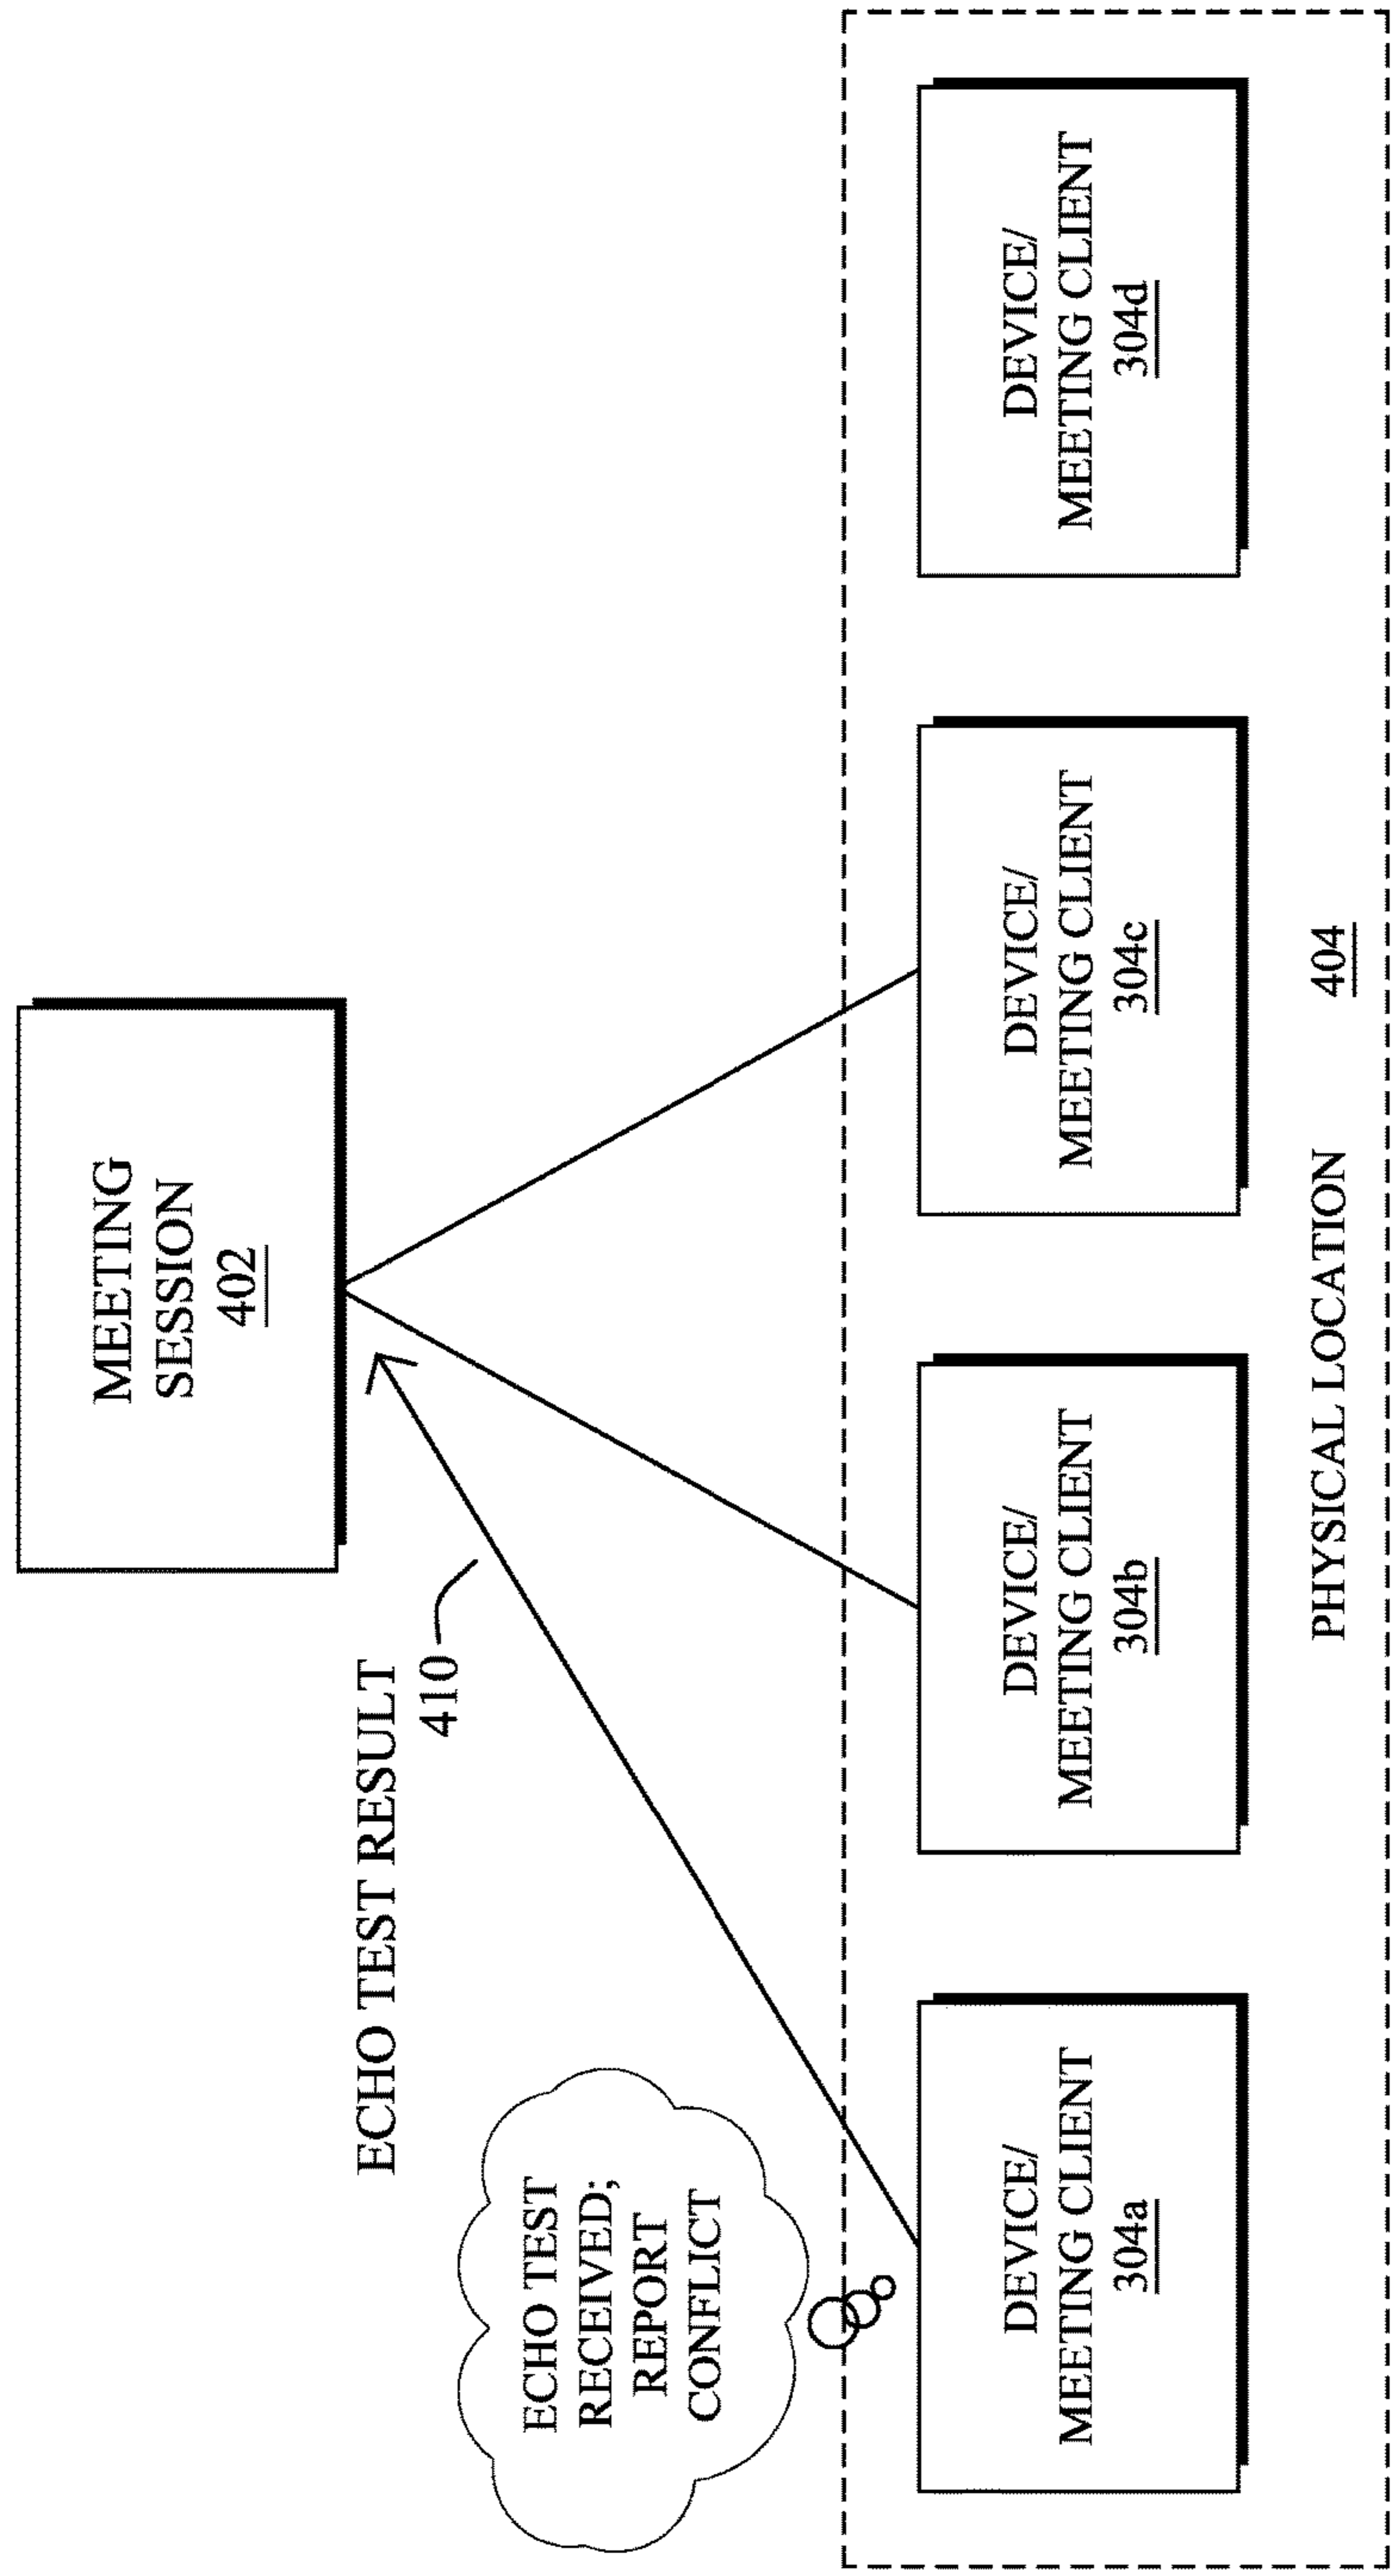 MEETING
SESSION
402
ECHO TEST RESULT
410
ECHO TEST
RECEIVED;
REPORT
CONFLICT
DEVICE/
MEETING CLIENT
304a
DEVICE/
MEETING CLIENT
304b
DEVICE/
MEETING CLIENT
304c
DEVICE/
MEETING CLIENT
304d
PHYSICAL LOCATION 404